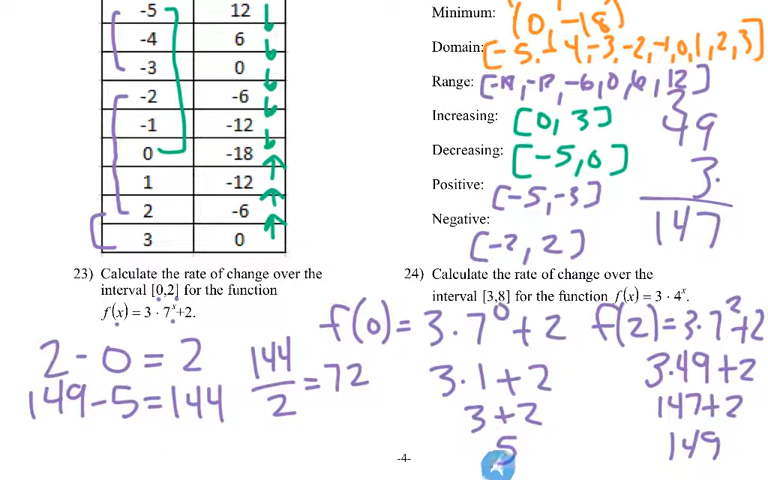 -5 12
-4 6
-3 0
-2 -6
-1 -12
0 -18
1 -12
2 -6
3 0
Minimum: (0, -18)
Domain: [-5, -4, -3, -2, -1, 0, 1, 2, 3]
Range: [-18, -12, -6, 0, 6, 12]
Increasing: [0, 3]
Decreasing: [-5, 0]
Positive: [-5, -3]
Negative: [-2, 2]
2
49
3.
147
23) Calculate the rate of change over the
interval [0,2] for the function
f(x) = 3 · 7ˣ+2.
2 - 0 = 2
149 - 5 = 144
144/2 = 72
24) Calculate the rate of change over the
interval [3,8] for the function f(x) = 3 · 4ˣ.
f(0) = 3 · 7⁰ + 2
3 · 1 + 2
3 + 2
5
f(2) = 3 · 7² + 2
3 · 49 + 2
147 + 2
149
-4-